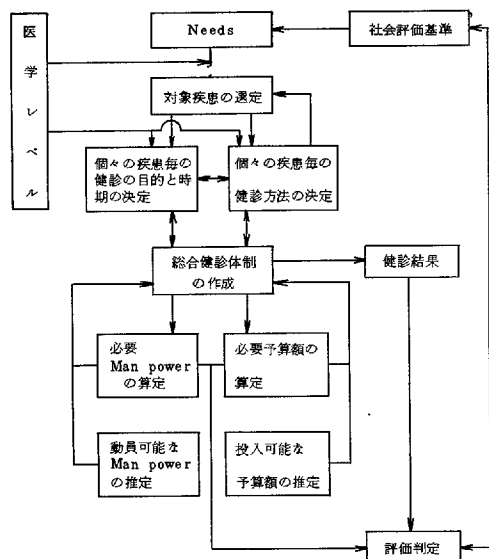 医学レベル
Needs
社会評価基準
対象疾患の選定
個々の疾患毎の
健診の目的と時
期の決定
個々の疾患毎の
健診方法の決定
総合健診体制
の作成
健診結果
必要
Man power
の算定
必要予算額の
算定
動員可能な
Man power
の推定
投入可能な
予算額の推定
評価判定